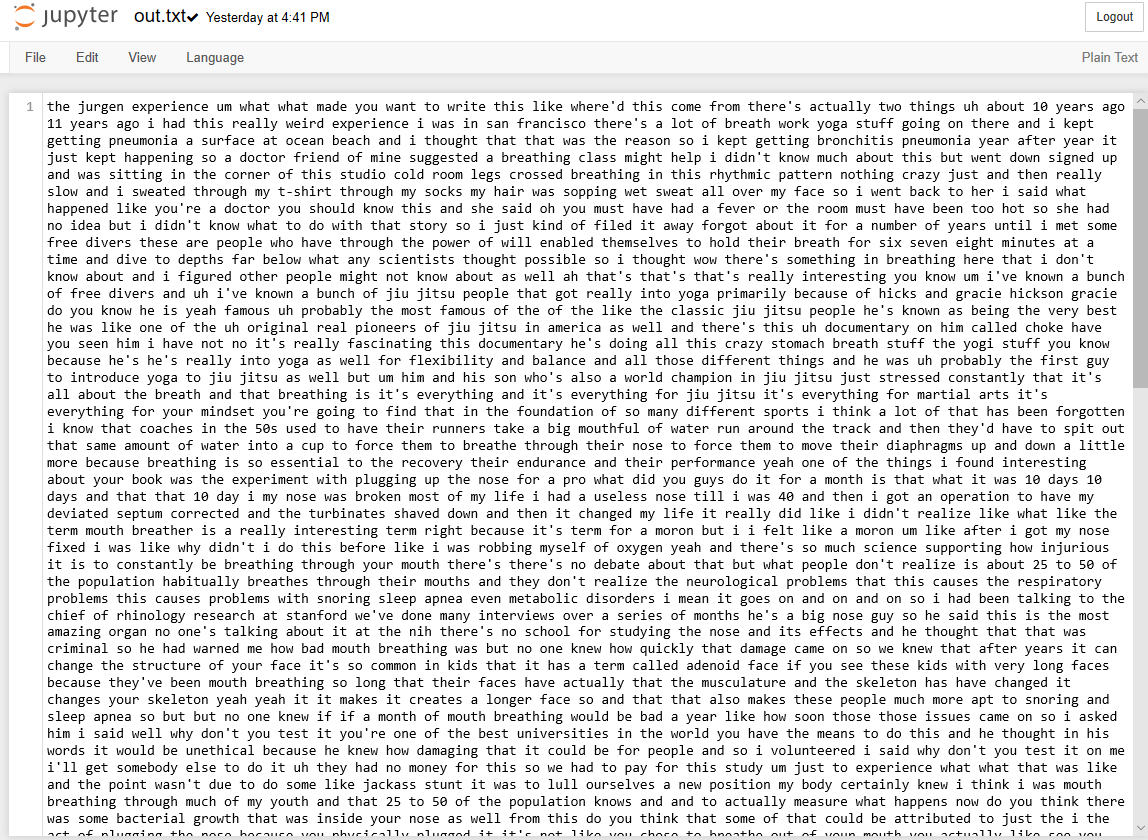 jupyter out.txt✔ Yesterday at 4:41 PM
Logout
File Edit View Language
Plain Text
1
the jurgen experience um what what made you want to write this like where'd this come from there's actually two things uh about 10 years ago
11 years ago i had this really weird experience i was in san francisco there's a lot of breath work yoga stuff going on there and i kept
getting pneumonia a surface at ocean beach and i thought that that was the reason so i kept getting bronchitis pneumonia year after year it
just kept happening so a doctor friend of mine suggested a breathing class might help i didn't know much about this but went down signed up
and was sitting in the corner of this studio cold room legs crossed breathing in this rhythmic pattern nothing crazy just and then really
slow and i sweated through my t-shirt through my socks my hair was sopping wet sweat all over my face so i went back to her i said what
happened like you're a doctor you should know this and she said oh you must have had a fever or the room must have been too hot so she had
no idea but i didn't know what to do with that story so i just kind of filed it away forgot about it for a number of years until i met some
free divers these are people who have through the power of will enabled themselves to hold their breath for six seven eight minutes at a
time and dive to depths far below what any scientists thought possible so i thought wow there's something in breathing here that i don't
know about and i figured other people might not know about as well ah that's that's that's really interesting you know um i've known a bunch
of free divers and uh i've known a bunch of jiu jitsu people that got really into yoga primarily because of hicks and gracie hickson gracie
do you know he is yeah famous uh probably the most famous of the of the like the classic jiu jitsu people he's known as being the very best
he was like one of the uh original real pioneers of jiu jitsu in america as well and there's this uh documentary on him called choke have
you seen him i have not no it's really fascinating this documentary he's doing all this crazy stomach breath stuff the yogi stuff you know
because he's he's really into yoga as well for flexibility and balance and all those different things and he was uh probably the first guy
to introduce yoga to jiu jitsu as well but um him and his son who's also a world champion in jiu jitsu just stressed constantly that it's
all about the breath and that breathing is it's everything and it's everything for jiu jitsu it's everything for martial arts it's
everything for your mindset you're going to find that in the foundation of so many different sports i think a lot of that has been forgotten
i know that coaches in the 50s used to have their runners take a big mouthful of water run around the track and then they'd have to spit out
that same amount of water into a cup to force them to breathe through their nose to force them to move their diaphragms up and down a little
more because breathing is so essential to the recovery their endurance and their performance yeah one of the things i found interesting
about your book was the experiment with plugging up the nose for a pro what did you guys do it for a month is that what it was 10 days 10
days and that that 10 day i my nose was broken most of my life i had a useless nose till i was 40 and then i got an operation to have my
deviated septum corrected and the turbinates shaved down and then it changed my life it really did like i didn't realize like what like the
term mouth breather is a really interesting term right because it's term for a moron but i i felt like a moron um like after i got my nose
fixed i was like why didn't i do this before like i was robbing myself of oxygen yeah and there's so much science supporting how injurious
it is to constantly be breathing through your mouth there's there's no debate about that but what people don't realize is about 25 to 50 of
the population habitually breathes through their mouths and they don't realize the neurological problems that this causes the respiratory
problems this causes problems with snoring sleep apnea even metabolic disorders i mean it goes on and on and on so i had been talking to the
chief of rhinology research at stanford we've done many interviews over a series of months he's a big nose guy so he said this is the most
amazing organ no one's talking about it at the nih there's no school for studying the nose and its effects and he thought that that was
criminal so he had warned me how bad mouth breathing was but no one knew how quickly that damage came on so we knew that after years it can
change the structure of your face it's so common in kids that it has a term called adenoid face if you see these kids with very long faces
because they've been mouth breathing so long that their faces have actually that the musculature and the skeleton has have changed it
changes your skeleton yeah yeah it it makes it creates a longer face so and that that also makes these people much more apt to snoring and
sleep apnea so but but no one knew if if a month of mouth breathing would be bad a year like how soon those those issues came on so i asked
him i said well why don't you test it you're one of the best universities in the world you have the means to do this and he thought in his
words it would be unethical because he knew how damaging that it could be for people and so i volunteered i said why don't you test it on me
i'll get somebody else to do it uh they had no money for this so we had to pay for this study um just to experience what what that was like
and the point wasn't due to do some like jackass stunt it was to lull ourselves a new position my body certainly knew i think i was mouth
breathing through much of my youth and that 25 to 50 of the population knows and and to actually measure what happens now do you think there
was some bacterial growth that was inside your nose as well from this do you think that some of that could be attributed to just the i the
act of plugging the nose because you physically plugged it it's not like you chose to breathe out of your mouth you actually like see you